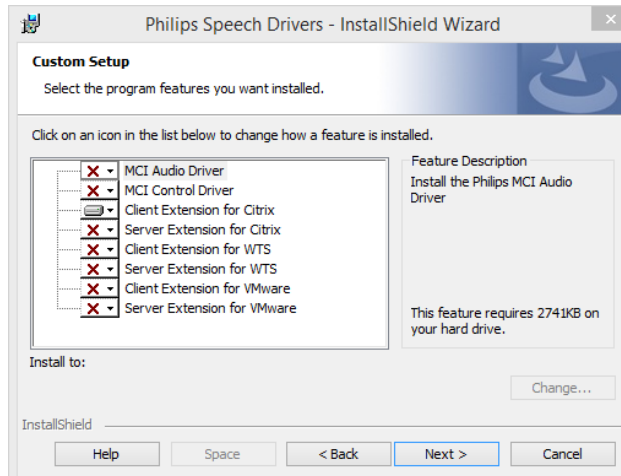 Philips Speech Drivers - InstallShield Wizard
Custom Setup
Select the program features you want installed.
Click on an icon in the list below to change how a feature is installed.
MCI Audio Driver
MCI Control Driver
Client Extension for Citrix
Server Extension for Citrix
Client Extension for WTS
Server Extension for WTS
Client Extension for VMware
Server Extension for VMware
Feature Description
Install the Philips MCI Audio
Driver
This feature requires 2741KB on
your hard drive.
Install to:
Change...
InstallShield
Help
Space
< Back
Next >
Cancel